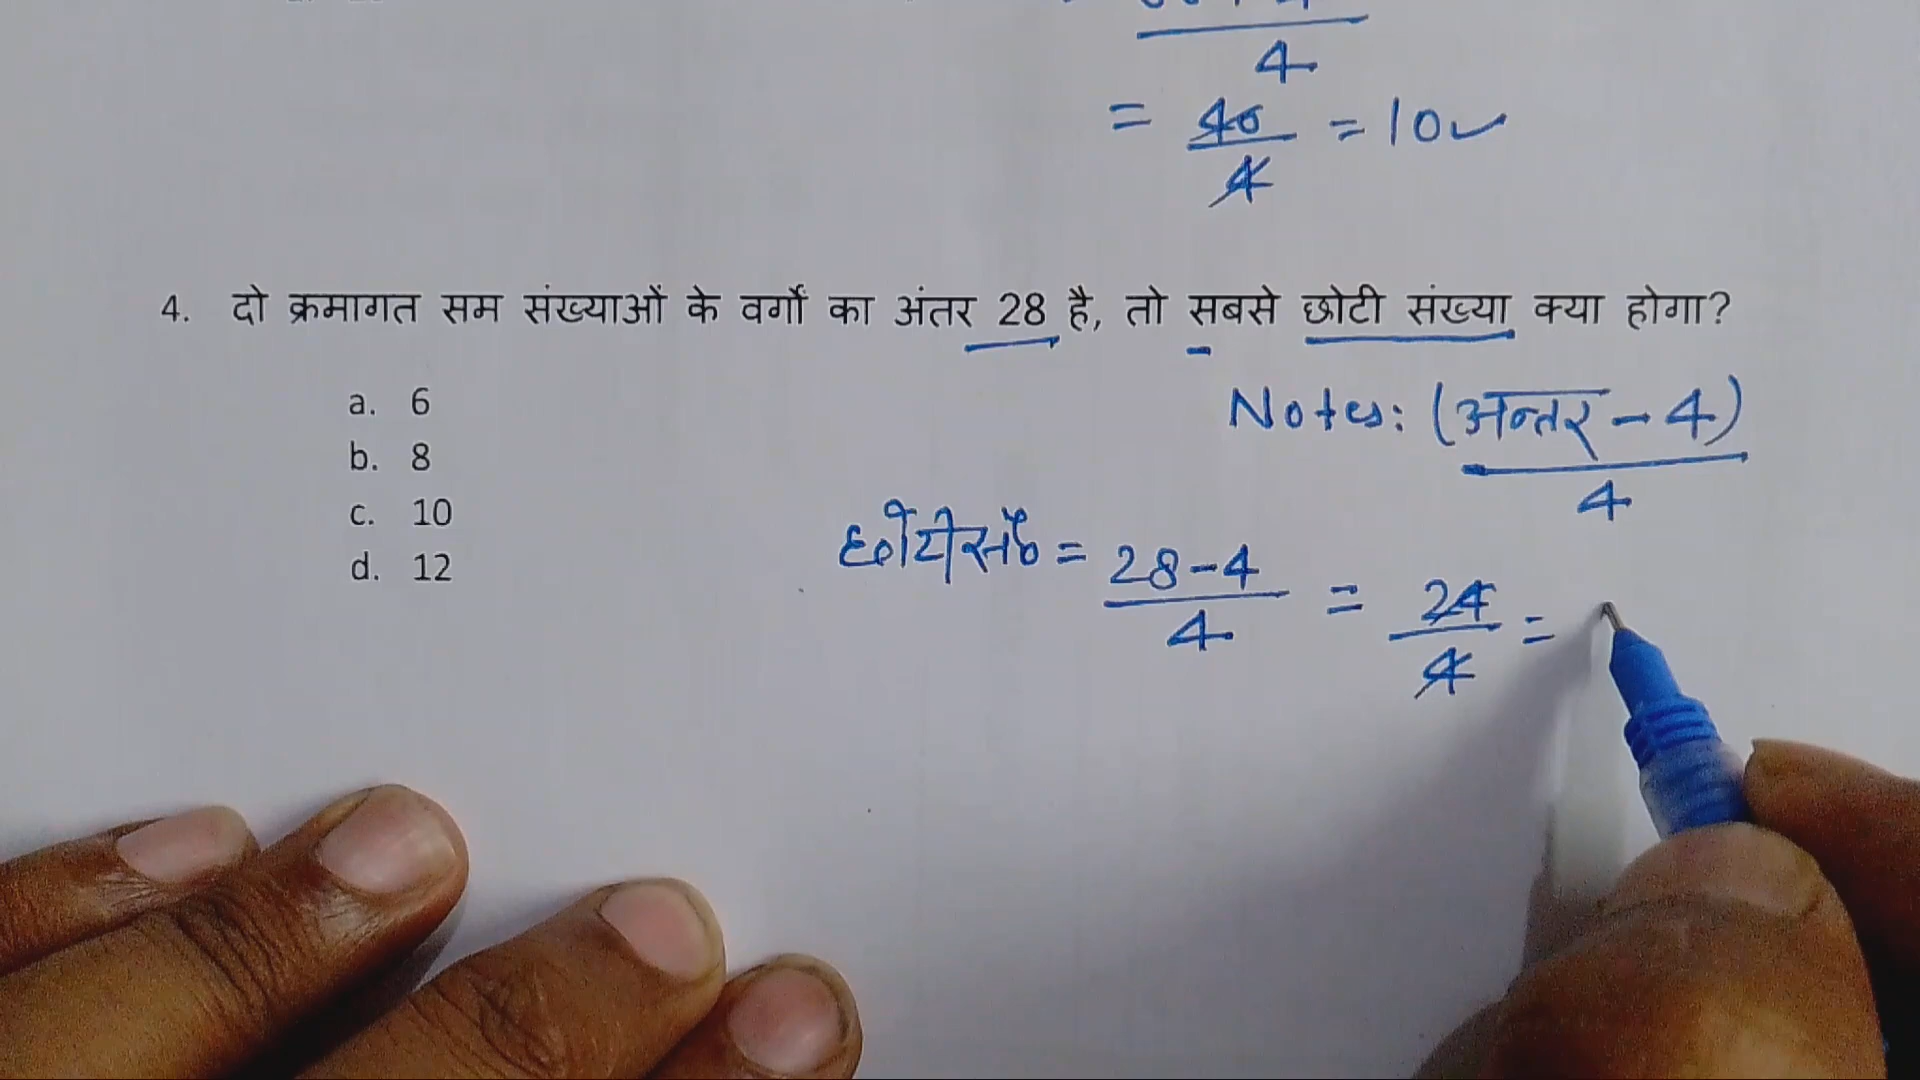 4
= 40/4 = 10
4. दो क्रमागत सम संख्याओं के वर्गों का अंतर 28 है, तो सबसे छोटी संख्या क्या होगा?
a. 6
b. 8
c. 10
d. 12
Notes: (अन्तर - 4)
4
छोटी सं० = 28-4/4 = 24/4 =